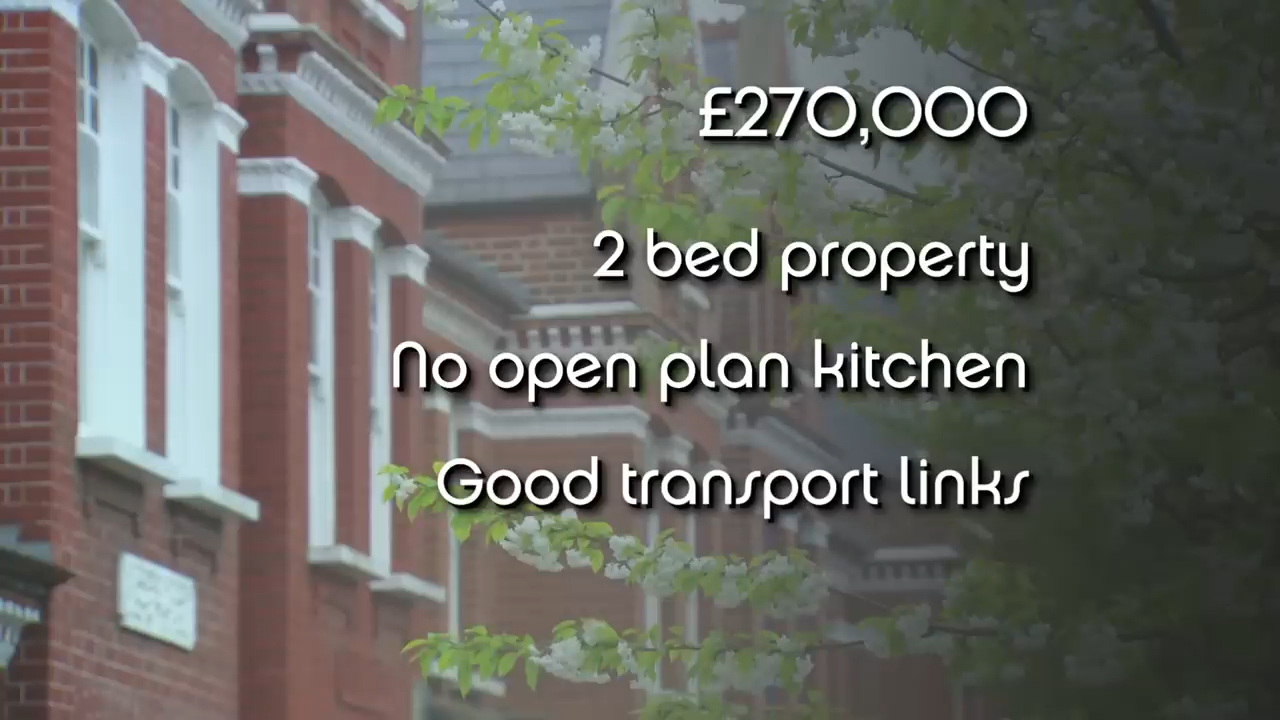 £270,000
2 bed property
No open plan kitchen
Good transport links